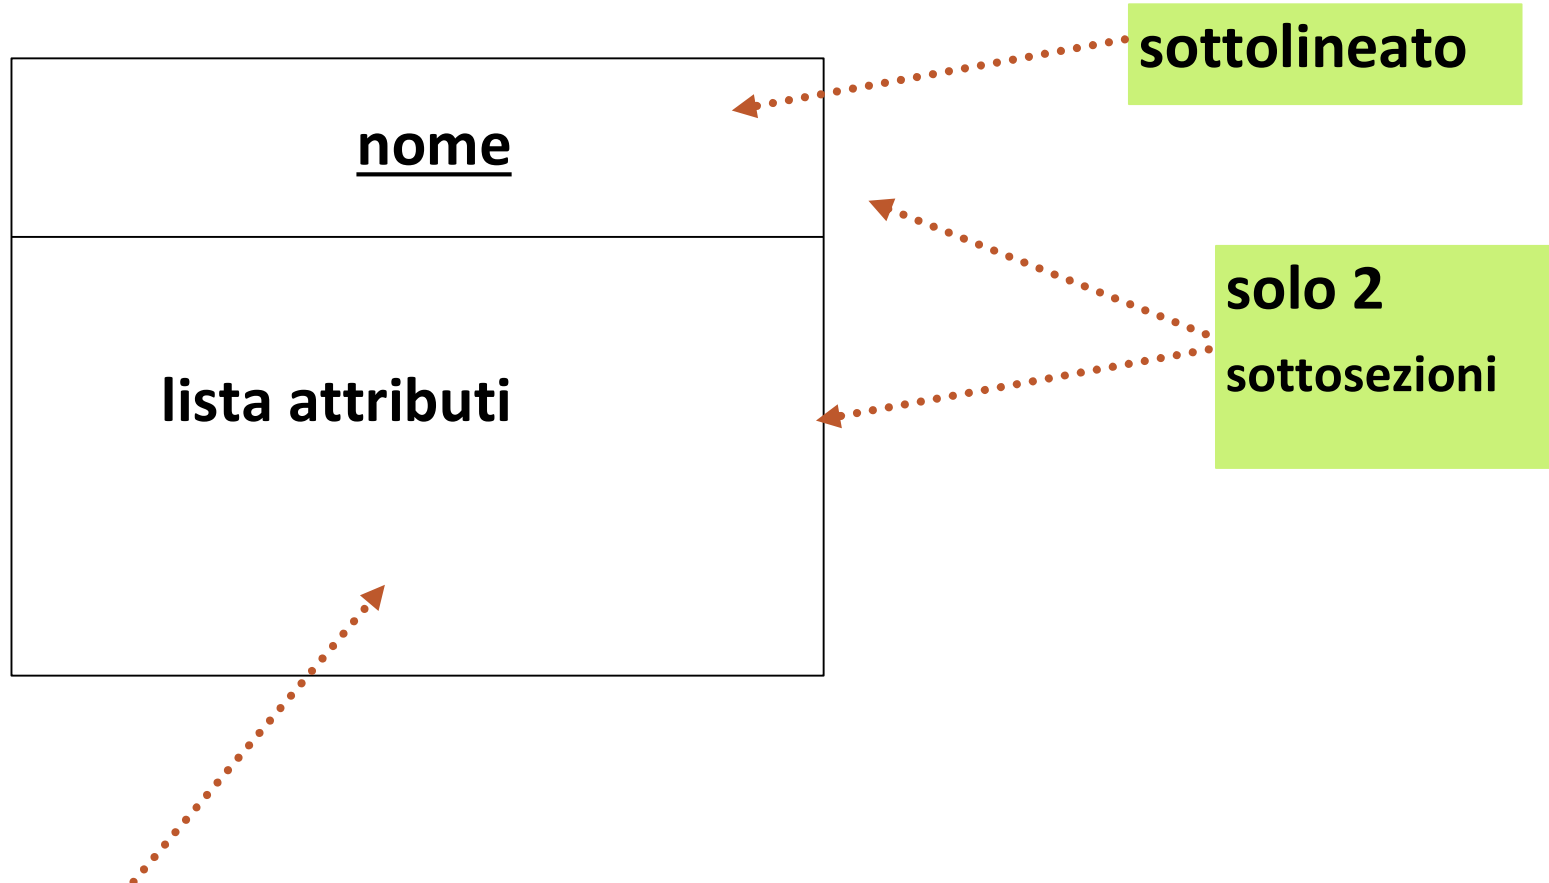 sottolineato
nome
solo 2
sottosezioni
lista attributi